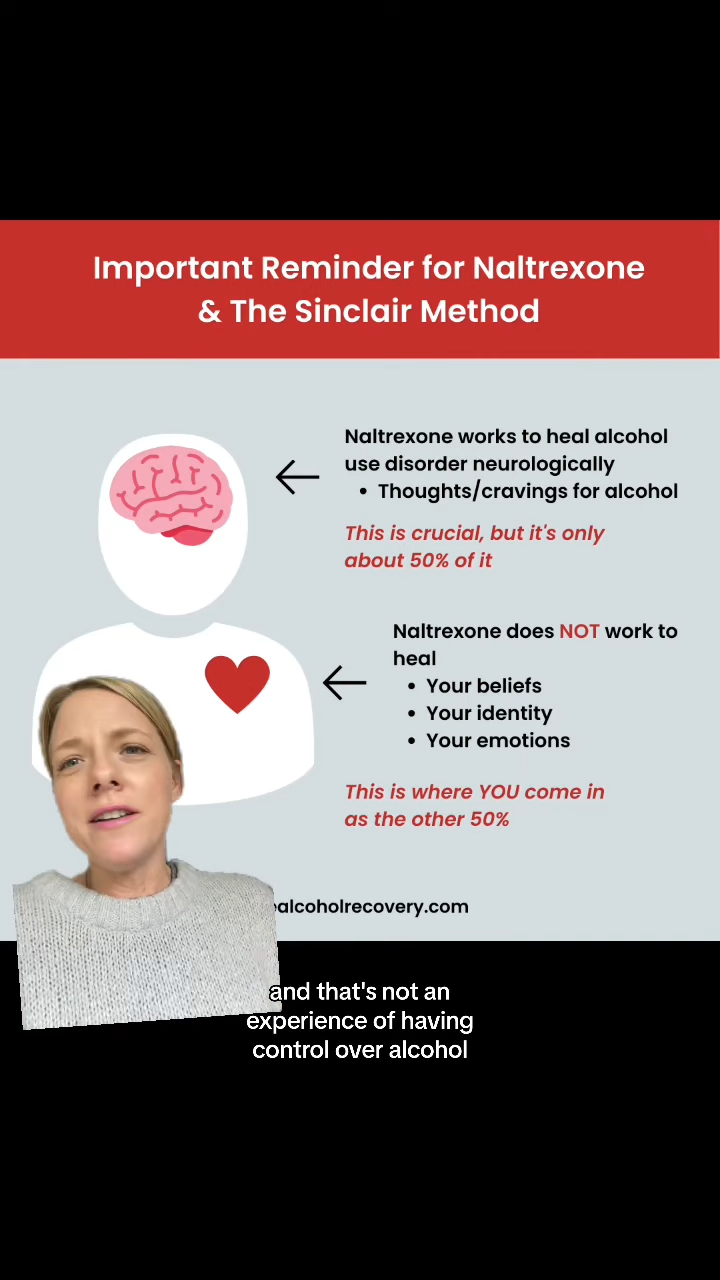 Important Reminder for Naltrexone
& The Sinclair Method
Naltrexone works to heal alcohol
use disorder neurologically
• Thoughts/cravings for alcohol
This is crucial, but it's only
about 50% of it
Naltrexone does NOT work to
heal
• Your beliefs
• Your identity
• Your emotions
This is where YOU come in
as the other 50%
ealcoholrecovery.com
and that's not an
experience of having
control over alcohol